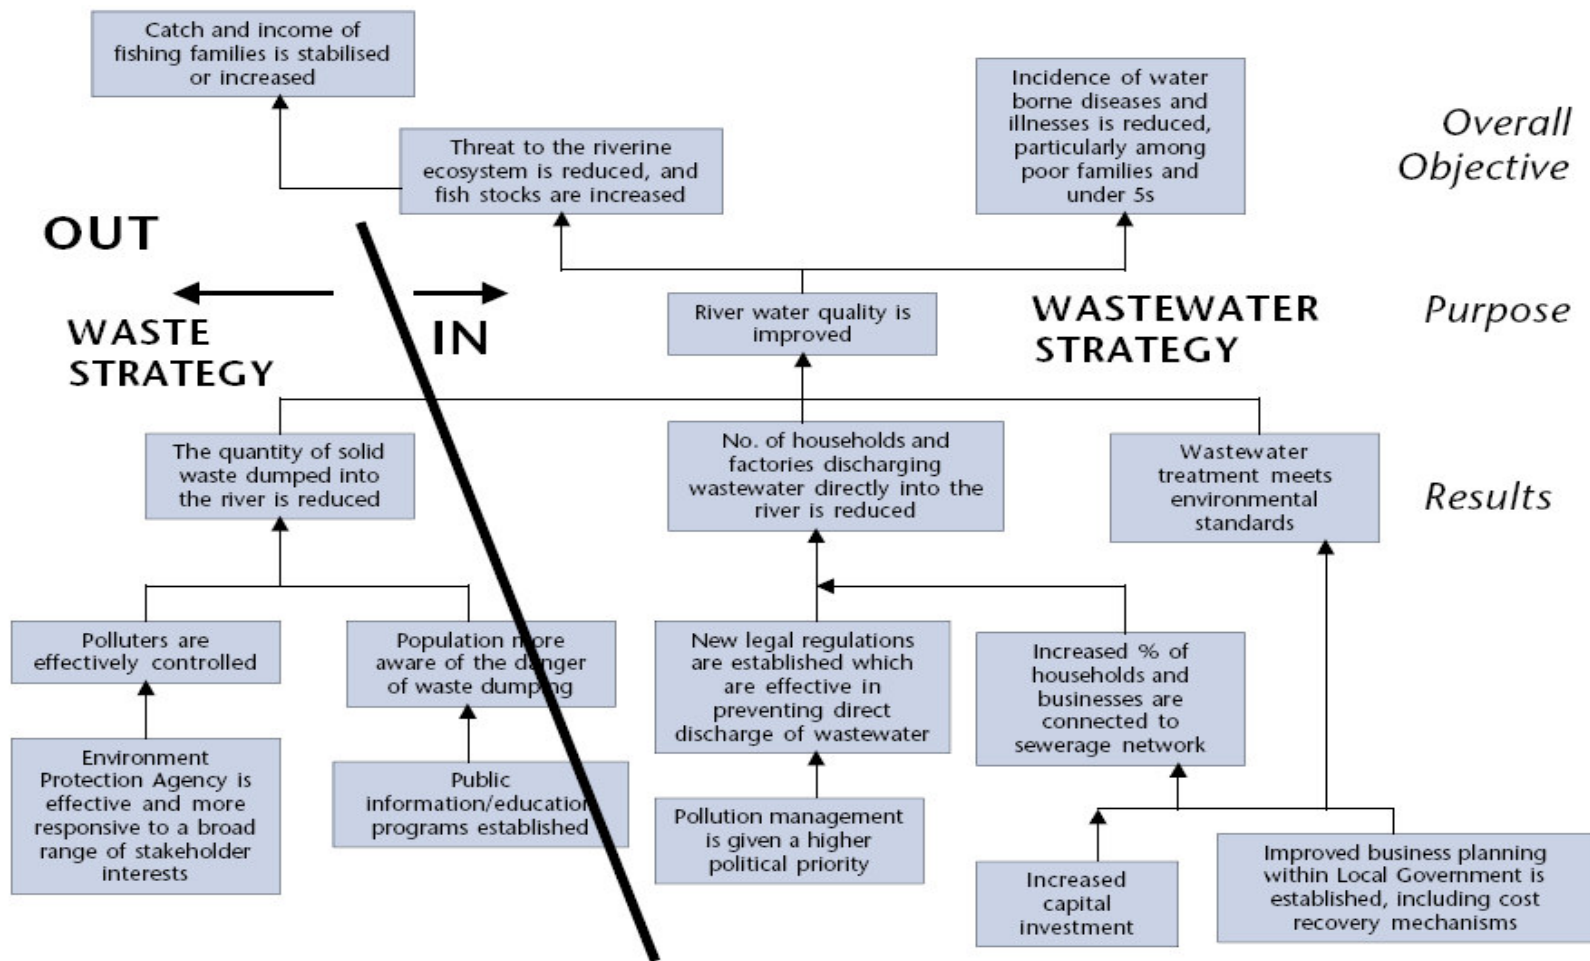 Catch and income of
fishing families is stabilised
or increased
Threat to the riverine
ecosystem is reduced, and
fish stocks are increased
Incidence of water
borne diseases and
illnesses is reduced,
particularly among
poor families and
under 5s
Overall
Objective
OUT
IN
WASTE
STRATEGY
River water quality is
improved
WASTEWATER
STRATEGY
Purpose
The quantity of solid
waste dumped into
the river is reduced
No. of households and
factories discharging
wastewater directly into the
river is reduced
Wastewater
treatment meets
environmental
standards
Results
Polluters are
effectively controlled
Population more
aware of the danger
of waste dumping
New legal regulations
are established which
are effective in
preventing direct
discharge of wastewater
Increased % of
households and
businesses are
connected to
sewerage network
Environment
Protection Agency is
effective and more
responsive to a broad
range of stakeholder
interests
Public
information/education
programs established
Pollution management
is given a higher
political priority
Increased
capital
investment
Improved business planning
within Local Government is
established, including cost
recovery mechanisms